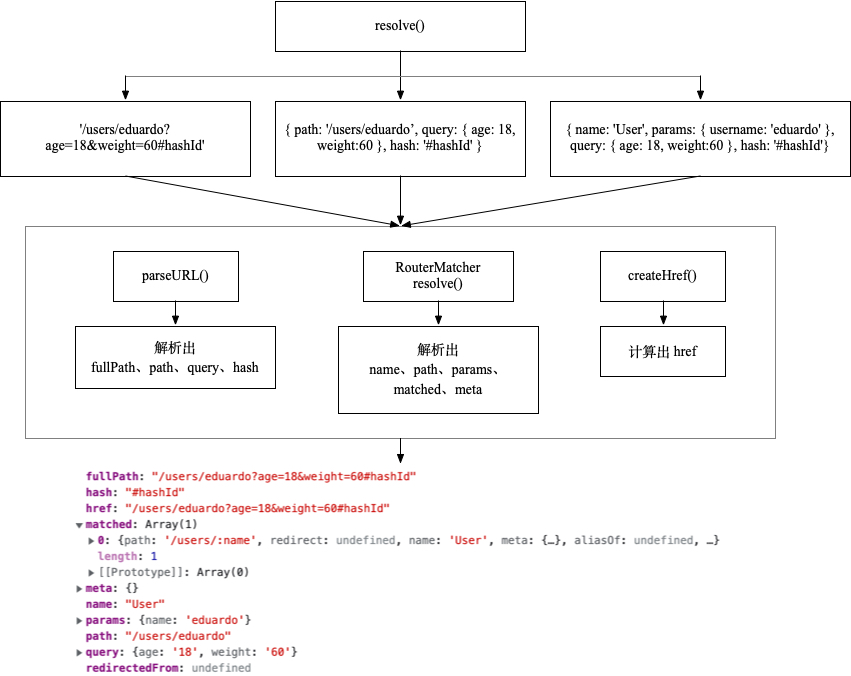 resolve()
'/users/eduardo?
age=18&weight=60#hashId'
{ path: '/users/eduardo’, query: { age: 18,
weight:60 }, hash: '#hashId' }
{ name: 'User', params: { username: 'eduardo' },
query: { age: 18, weight:60 }, hash: '#hashId'}
parseURL()
RouterMatcher
resolve()
createHref()
解析出
fullPath、path、query、hash
解析出
name、path、params、
matched、meta
计算出 href
fullPath: "/users/eduardo?age=18&weight=60#hashId"
hash: "#hashId"
href: "/users/eduardo?age=18&weight=60#hashId"
matched: Array(1)
0: {path: '/users/:name', redirect: undefined, name: 'User', meta: {…}, aliasOf: undefined, …}
length: 1
[[Prototype]]: Array(0)
meta: {}
name: "User"
params: {name: 'eduardo'}
path: "/users/eduardo"
query: {age: '18', weight: '60'}
redirectedFrom: undefined